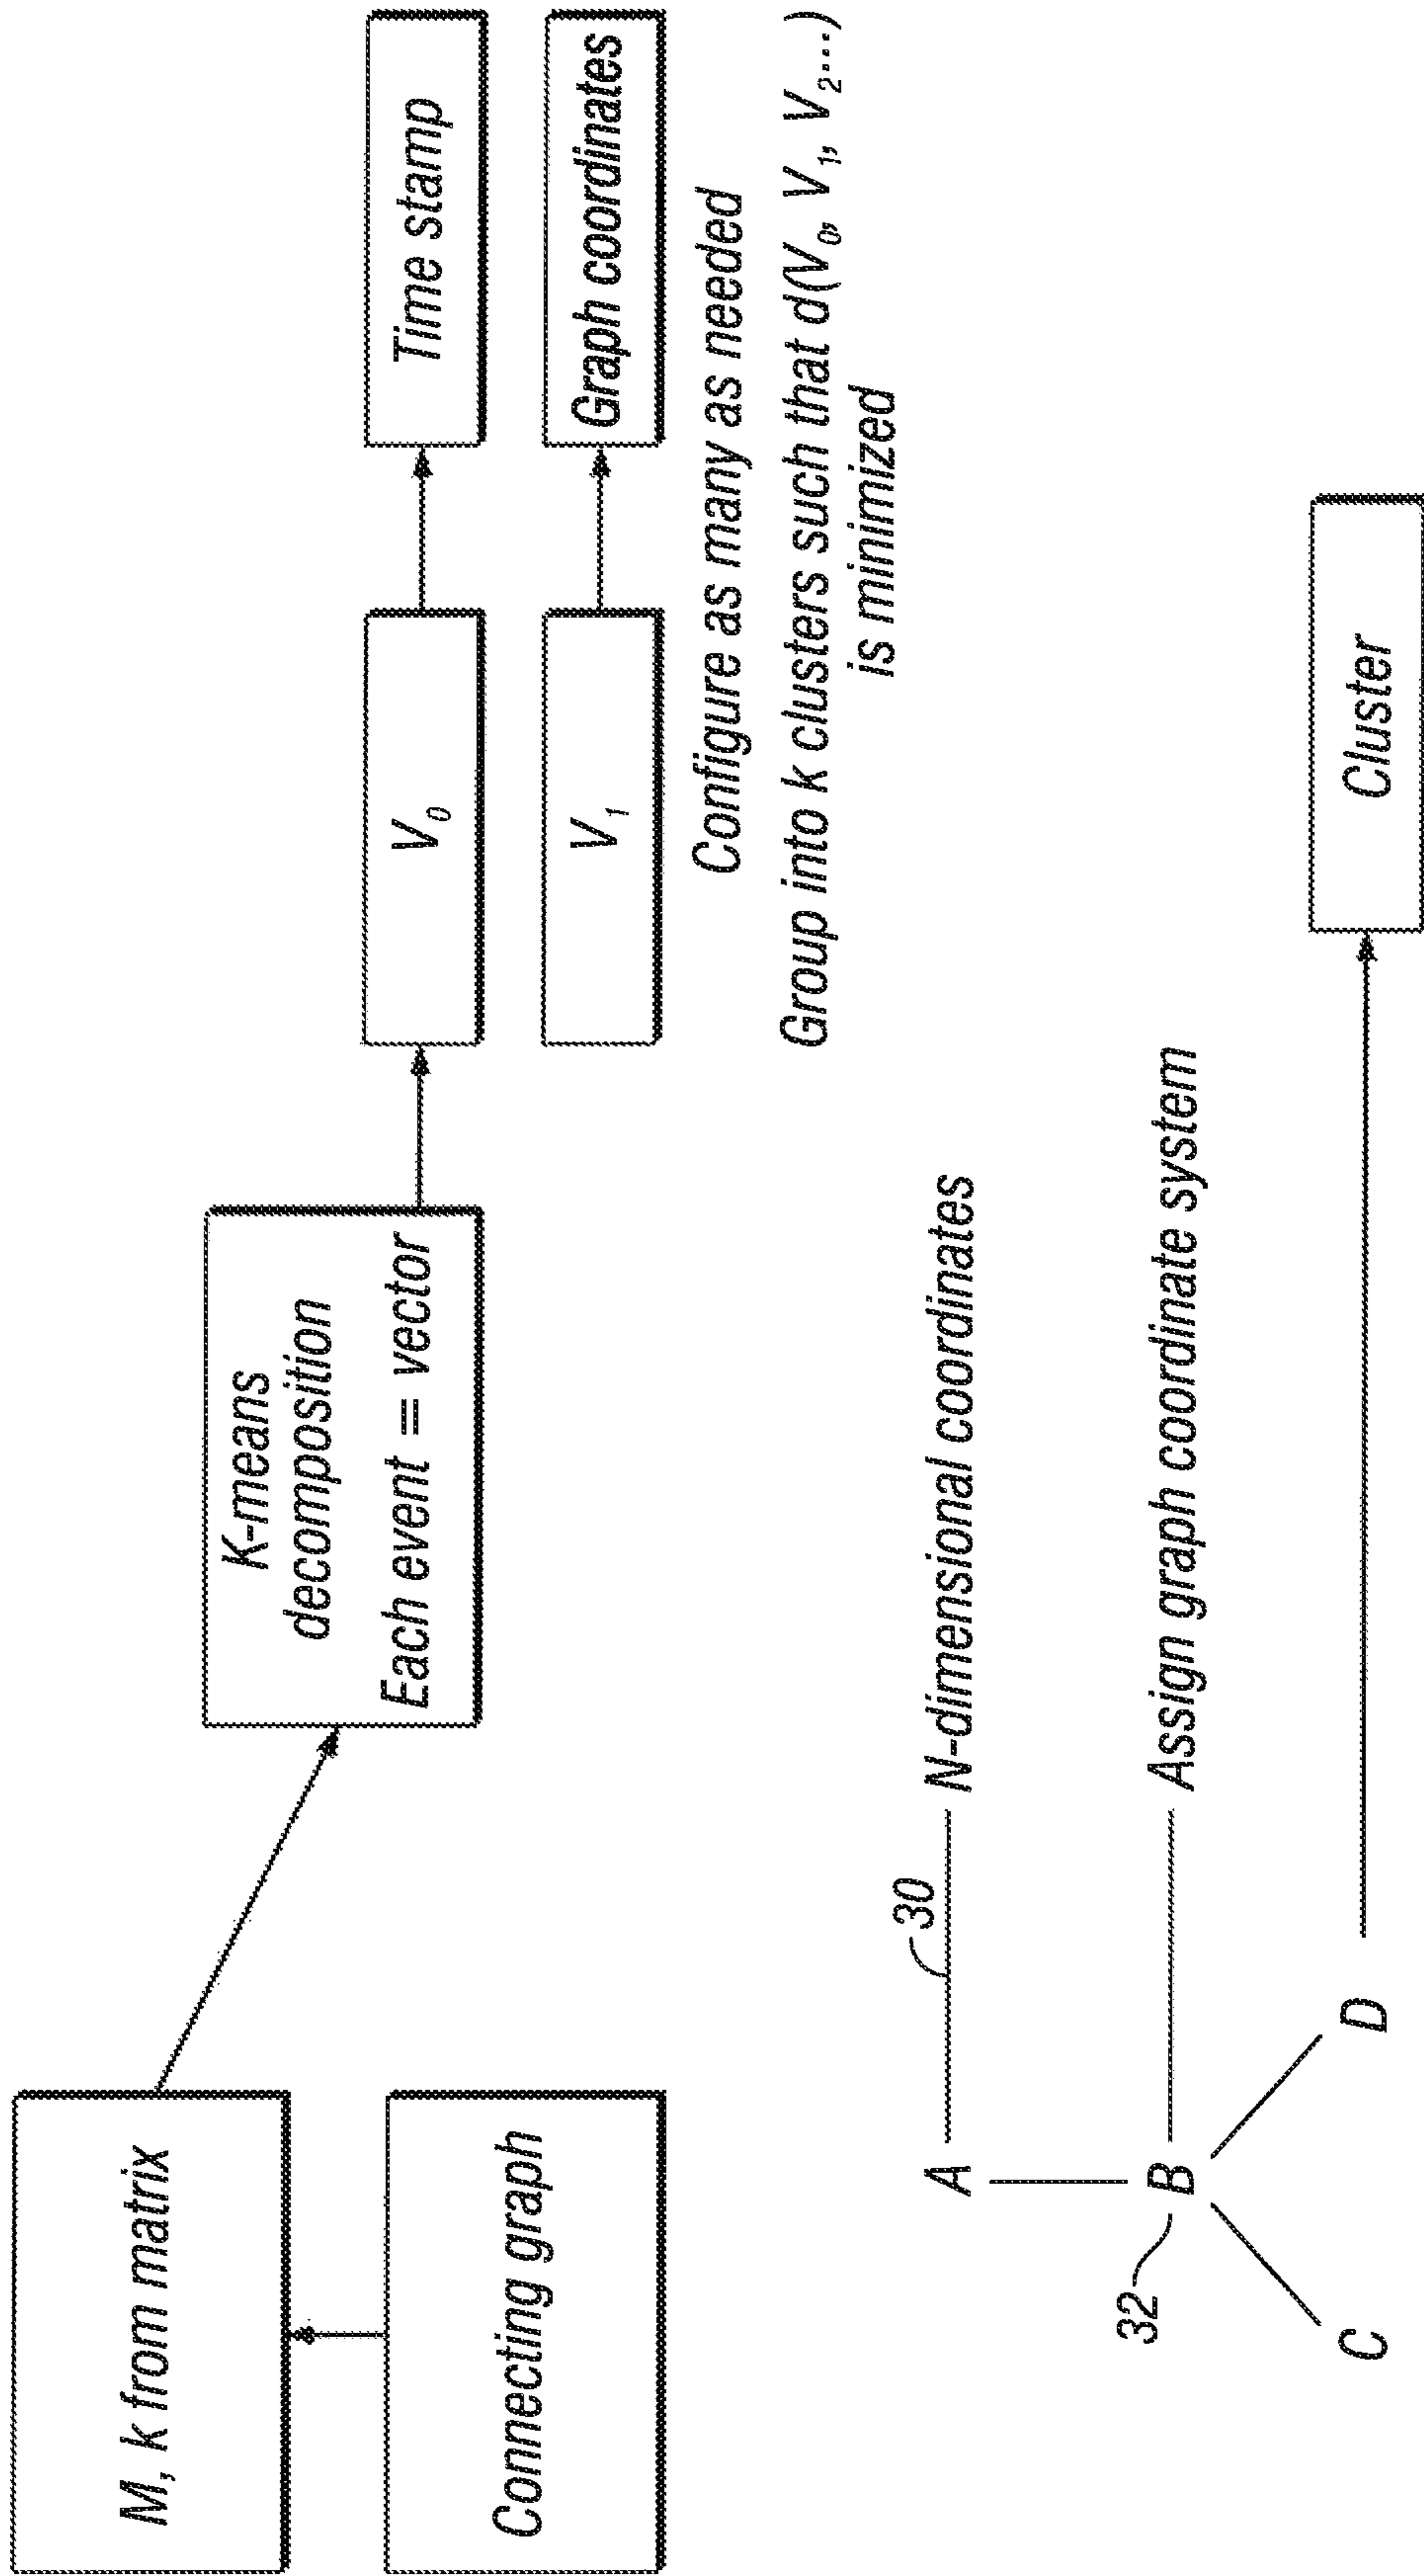 M, k from matrix
Connecting graph
K-means
decomposition
Each event = vector
V₀
Time stamp
V₁
Graph coordinates
Configure as many as needed
Group into k clusters such that d(V₀, V₁, V₂...)
is minimized
30
A
N-dimensional coordinates
32
B
Assign graph coordinate system
C
D
Cluster